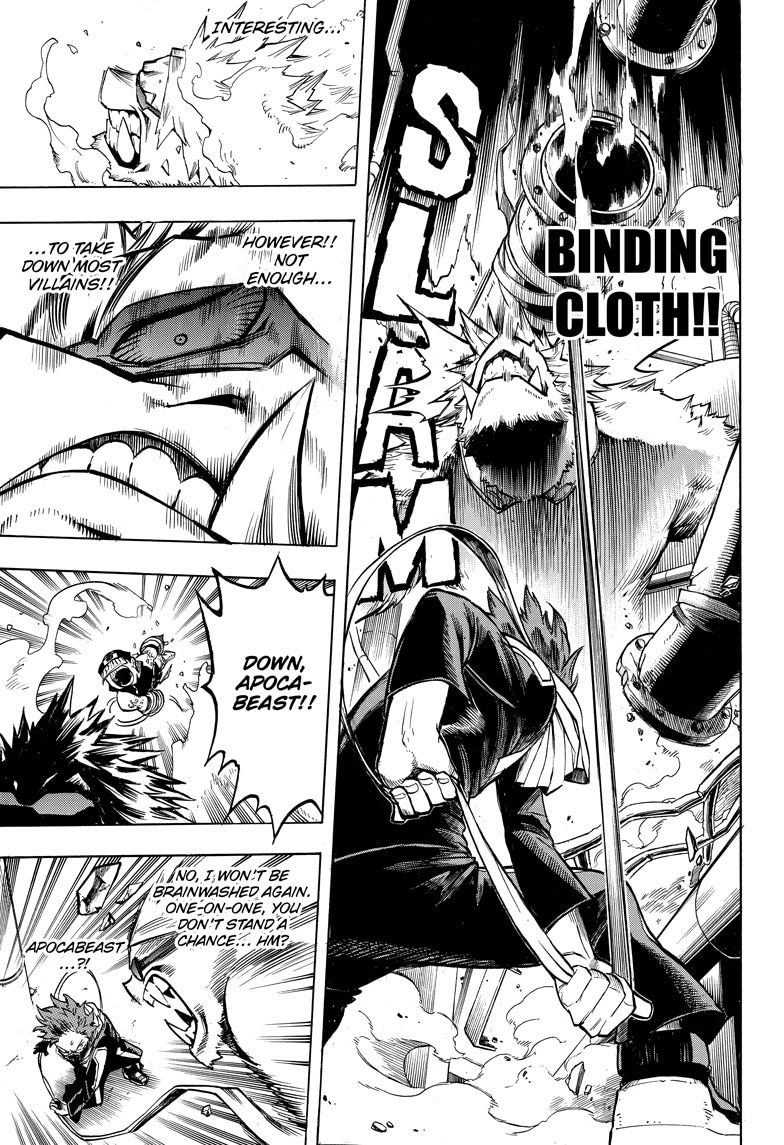 BINDING
CLOTH!!
SLAM
INTERESTING...
HOWEVER!!
NOT
ENOUGH...
...TO TAKE
DOWN MOST
VILLAINS!!
DOWN,
APOCA-
BEAST!!
NO, I WON'T BE
BRAINWASHED AGAIN.
ONE-ON-ONE, YOU
DON'T STAND A
CHANCE... HM?
APOCABEAST
...?!